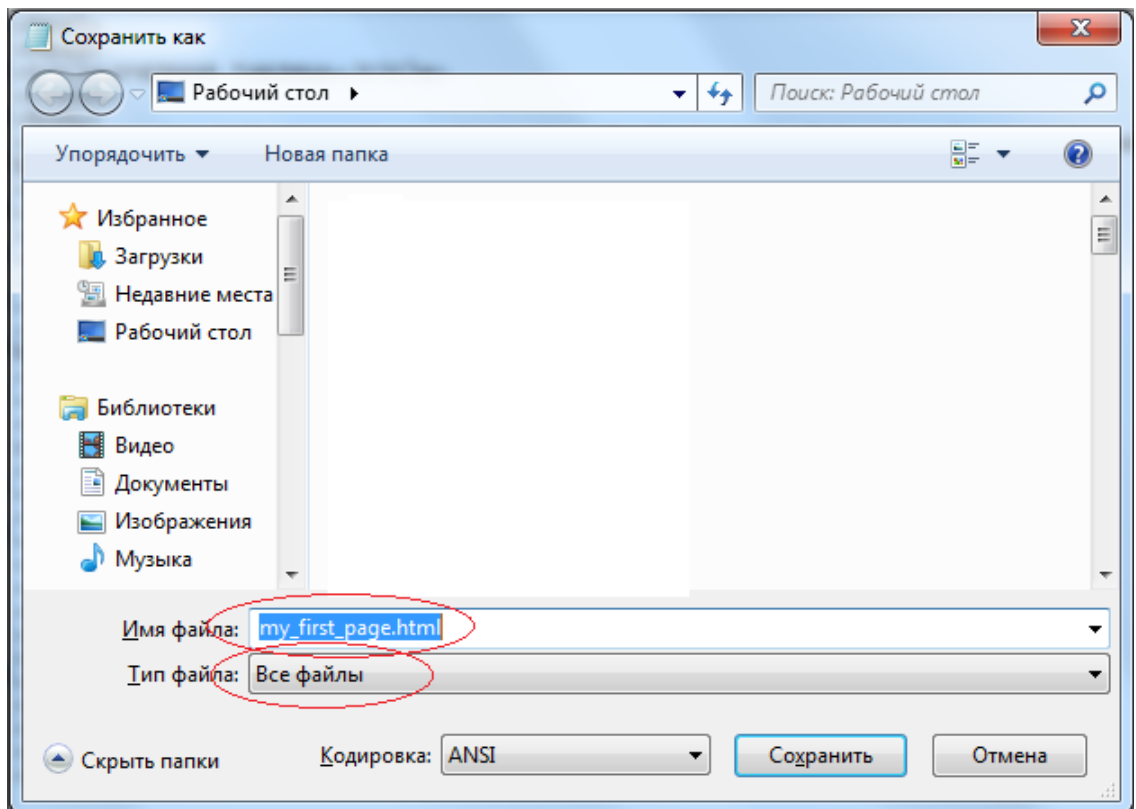 Сохранить как
Рабочий стол
Поиск: Рабочий стол
Упорядочить
Новая папка
Избранное
Загрузки
Недавние места
Рабочий стол
Библиотеки
Видео
Документы
Изображения
Музыка
Имя файла: my_first_page.html
Тип файла: Все файлы
Скрыть папки
Кодировка: ANSI
Сохранить
Отмена